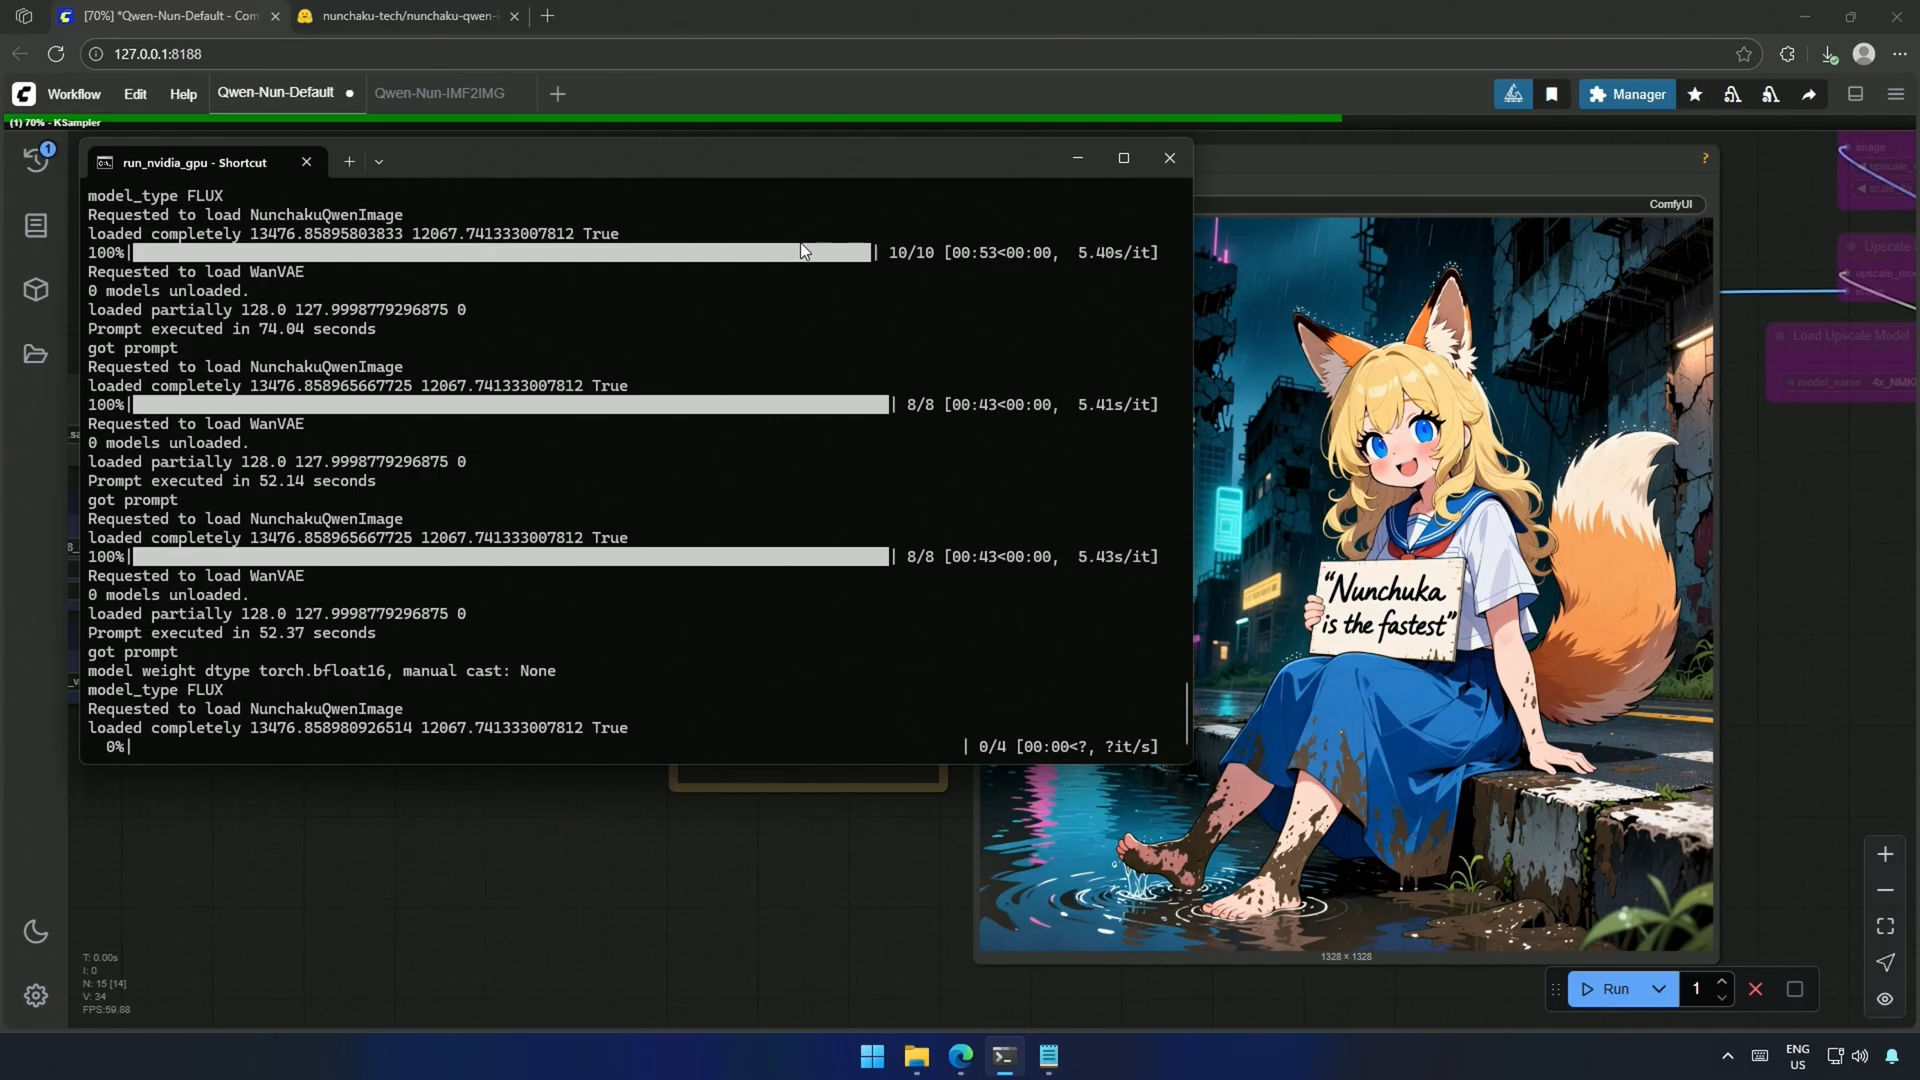 [70%] *Qwen-Nun-Default - Com
nunchaku-tech/nunchaku-qwen-i
127.0.0.1:8188
Workflow
Edit
Help
Qwen-Nun-Default
Qwen-Nun-IMF2IMG
Manager
(1) 70% - KSampler
1
run_nvidia_gpu - Shortcut
model_type FLUX
Requested to load NunchakuQwenImage
loaded completely 13476.85895803833 12067.741333007812 True
100%| | 10/10 [00:53<00:00, 5.40s/it]
Requested to load WanVAE
0 models unloaded.
loaded partially 128.0 127.9998779296875 0
Prompt executed in 74.04 seconds
got prompt
Requested to load NunchakuQwenImage
loaded completely 13476.858965667725 12067.741333007812 True
100%| | 8/8 [00:43<00:00, 5.41s/it]
Requested to load WanVAE
0 models unloaded.
loaded partially 128.0 127.9998779296875 0
Prompt executed in 52.14 seconds
got prompt
Requested to load NunchakuQwenImage
loaded completely 13476.858965667725 12067.741333007812 True
100%| | 8/8 [00:43<00:00, 5.43s/it]
Requested to load WanVAE
0 models unloaded.
loaded partially 128.0 127.9998779296875 0
Prompt executed in 52.37 seconds
got prompt
model weight dtype torch.bfloat16, manual cast: None
model_type FLUX
Requested to load NunchakuQwenImage
loaded completely 13476.858980926514 12067.741333007812 True
0%| | 0/4 [00:00<?, ?it/s]
?
ComfyUI
"Nunchuka
is the fastest"
1328 × 1328
image
upscale_
scale_by
Upscale
upscale_mo
image
Load Upscale Model
model_name 4x_NMK
T: 0.00s
I: 0
N: 15 [14]
V: 34
FPS:59.88
Run
1
ENG
US